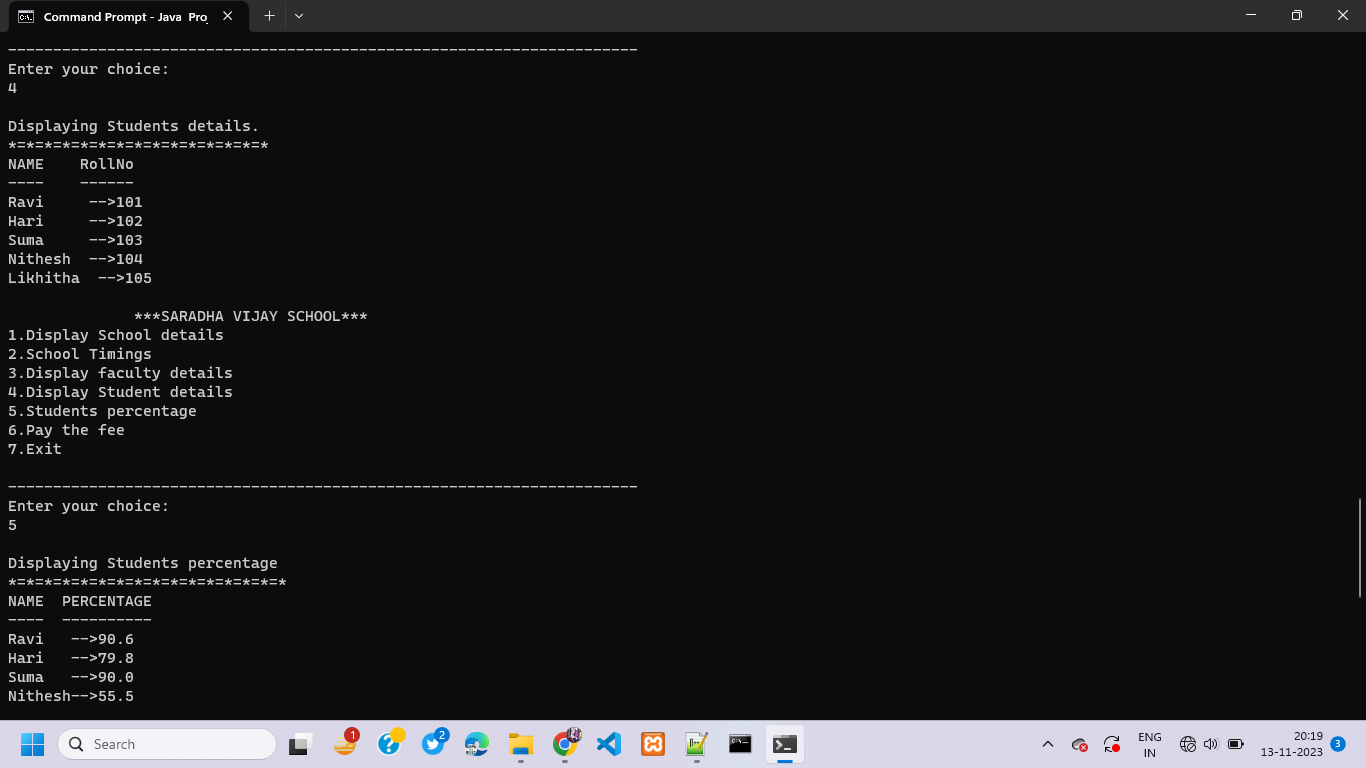 Command Prompt - Java Pro
----------------------------------------------------------------------
Enter your choice:
4
Displaying Students details.
*=*=*=*=*=*=*=*=*=*=*=*=*=*=*
NAME    RollNo
----    ------
Ravi     -->101
Hari     -->102
Suma     -->103
Nithesh  -->104
Likhitha  -->105
***SARADHA VIJAY SCHOOL***
1.Display School details
2.School Timings
3.Display faculty details
4.Display Student details
5.Students percentage
6.Pay the fee
7.Exit
----------------------------------------------------------------------
Enter your choice:
5
Displaying Students percentage
*=*=*=*=*=*=*=*=*=*=*=*=*=*=*=*
NAME  PERCENTAGE
----  ----------
Ravi   -->90.6
Hari   -->79.8
Suma   -->90.0
Nithesh-->55.5
Search
1
2
ENG
IN
20:19
13-11-2023
3